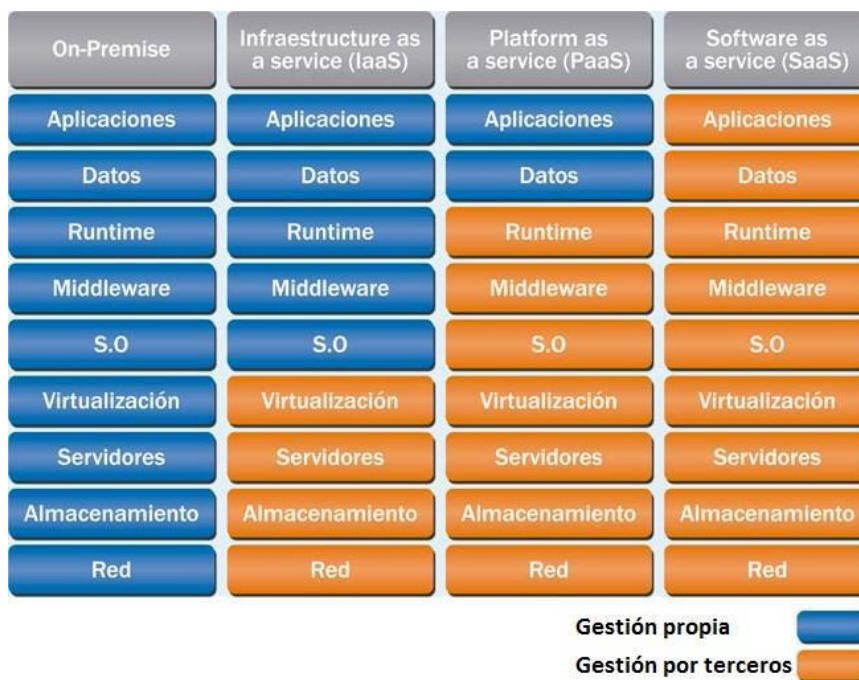 On-Premise
Infraestructure as
a service (IaaS)
Platform as
a service (PaaS)
Software as
a service (SaaS)
Aplicaciones
Aplicaciones
Aplicaciones
Aplicaciones
Datos
Datos
Datos
Datos
Runtime
Runtime
Runtime
Runtime
Middleware
Middleware
Middleware
Middleware
S.O
S.O
S.O
S.O
Virtualización
Virtualización
Virtualización
Virtualización
Servidores
Servidores
Servidores
Servidores
Almacenamiento
Almacenamiento
Almacenamiento
Almacenamiento
Red
Red
Red
Red
Gestión propia
Gestión por terceros